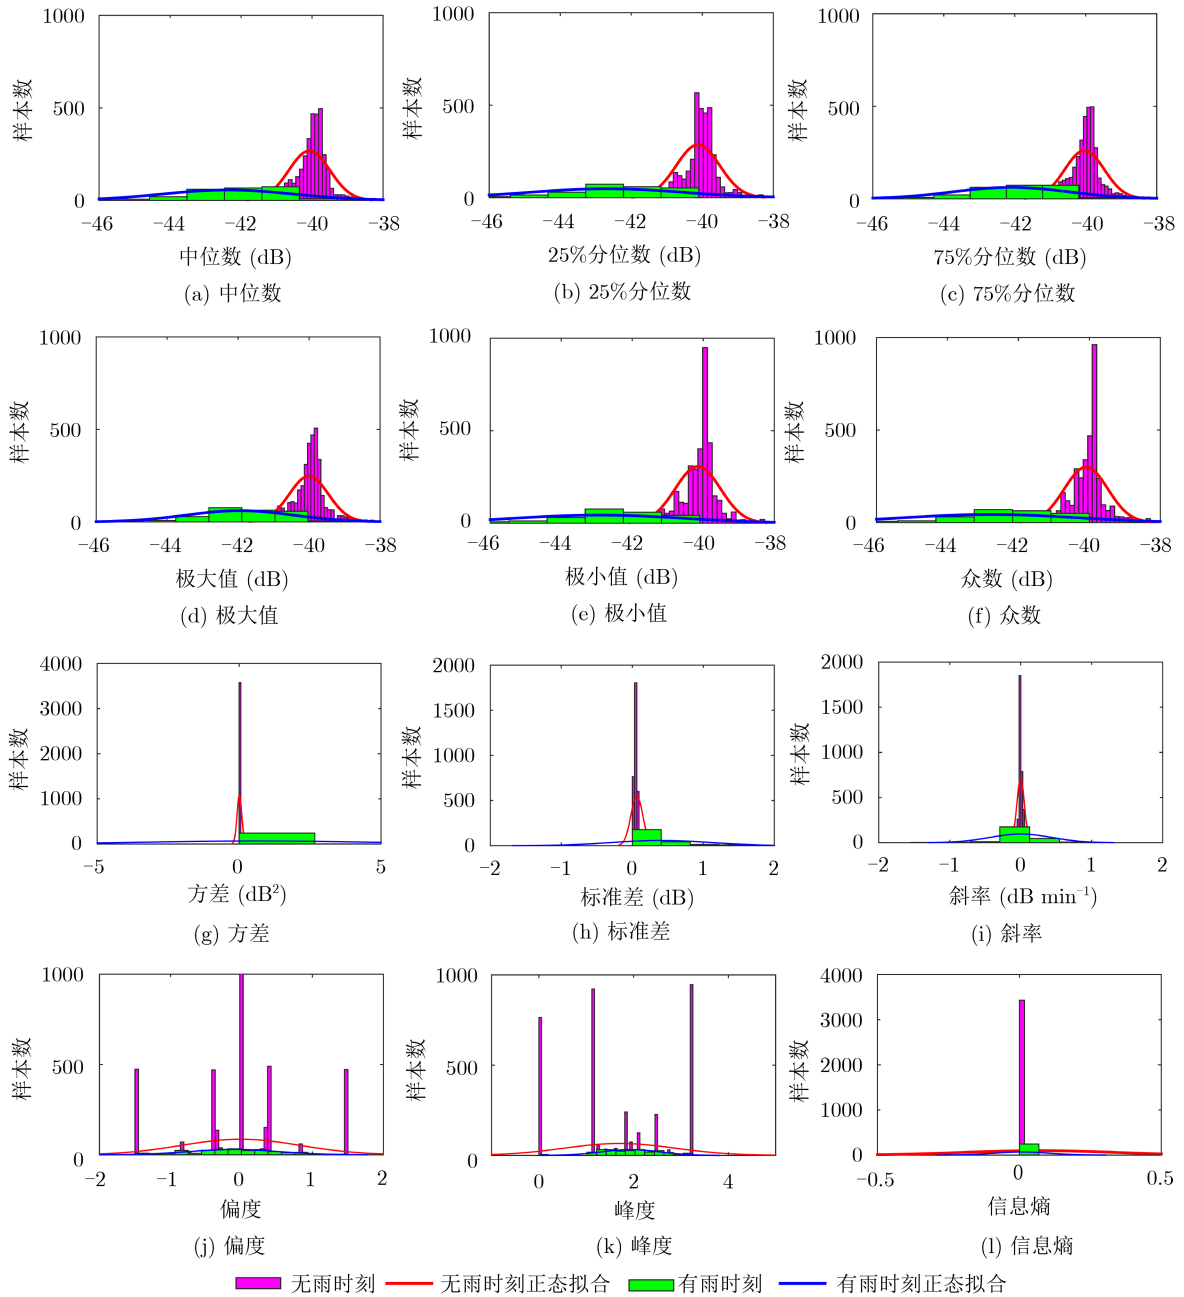 1000
500
0
样本数
−46 −44 −42 −40 −38
中位数 (dB)
(a) 中位数
1000
500
0
样本数
−46 −44 −42 −40 −38
25%分位数 (dB)
(b) 25%分位数
1000
500
0
样本数
−46 −44 −42 −40 −38
75%分位数 (dB)
(c) 75%分位数
1000
500
0
样本数
−46 −44 −42 −40 −38
极大值 (dB)
(d) 极大值
1000
500
0
样本数
−46 −44 −42 −40 −38
极小值 (dB)
(e) 极小值
1000
500
0
样本数
−46 −44 −42 −40 −38
众数 (dB)
(f) 众数
4000
3000
2000
1000
0
样本数
−5 0 5
方差 (dB²)
(g) 方差
2000
1500
1000
500
0
样本数
−2 −1 0 1 2
标准差 (dB)
(h) 标准差
2000
1500
1000
500
0
样本数
−2 −1 0 1 2
斜率 (dB min⁻¹)
(i) 斜率
1000
500
0
样本数
−2 −1 0 1 2
偏度
(j) 偏度
1000
500
0
样本数
0 2 4
峰度
(k) 峰度
4000
3000
2000
1000
0
样本数
−0.5 0 0.5
信息熵
(l) 信息熵
无雨时刻 无雨时刻正态拟合 有雨时刻 有雨时刻正态拟合